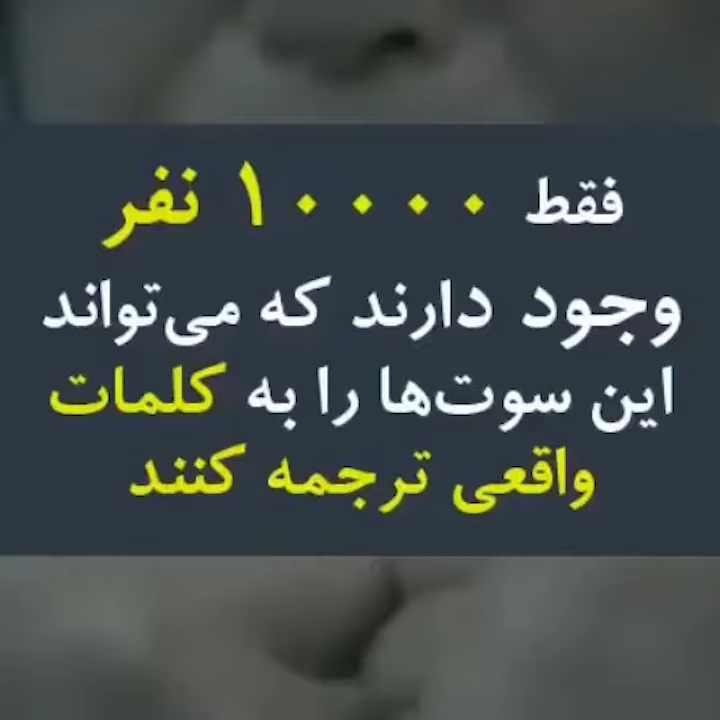 فقط ۱۰۰۰۰ نفر
وجود دارند که می‌تواند
این سوت‌ها را به کلمات
واقعی ترجمه کنند